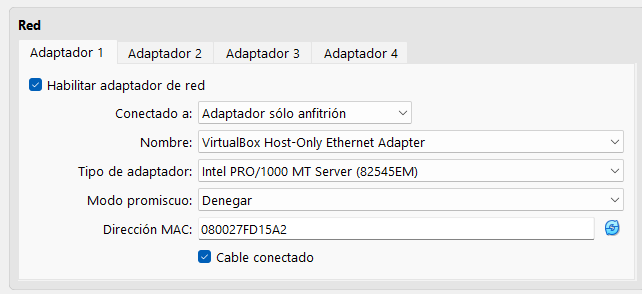 Red
Adaptador 1 Adaptador 2 Adaptador 3 Adaptador 4
Habilitar adaptador de red
Conectado a: Adaptador sólo anfitrión
Nombre: VirtualBox Host-Only Ethernet Adapter
Tipo de adaptador: Intel PRO/1000 MT Server (82545EM)
Modo promiscuo: Denegar
Dirección MAC: 080027FD15A2
Cable conectado